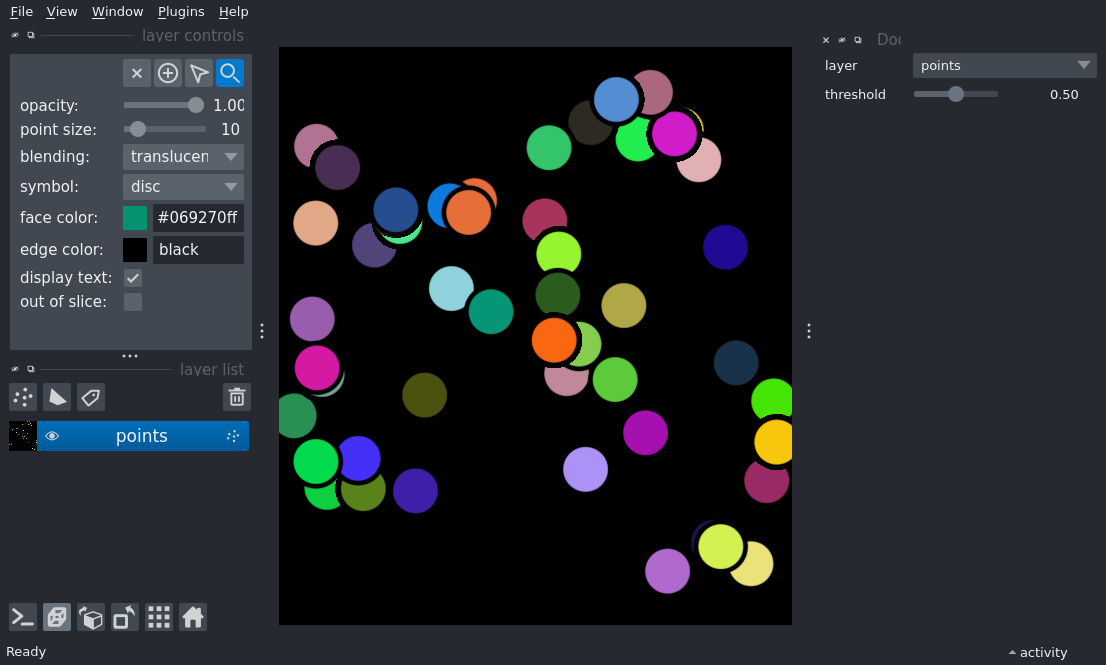 File View Window Plugins Help
layer controls
opacity: 1.00
point size: 10
blending: translucen
symbol: disc
face color: #069270ff
edge color: black
display text:
out of slice:
layer list
points
Ready
Doc
layer points
threshold 0.50
activity